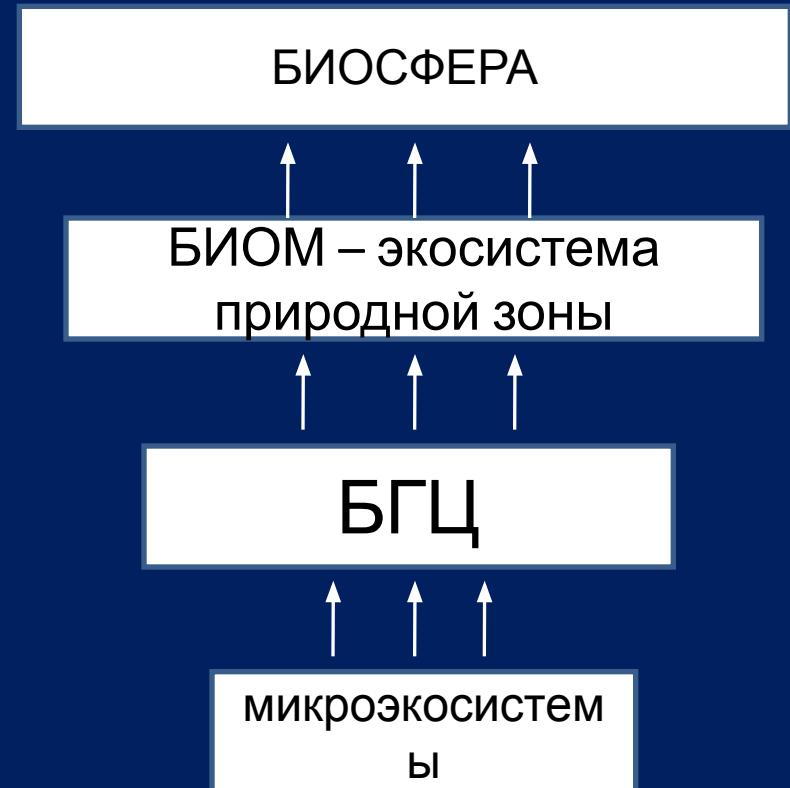 БИОСФЕРА
БИОМ – экосистема
природной зоны
БГЦ
микроэкосистем
ы